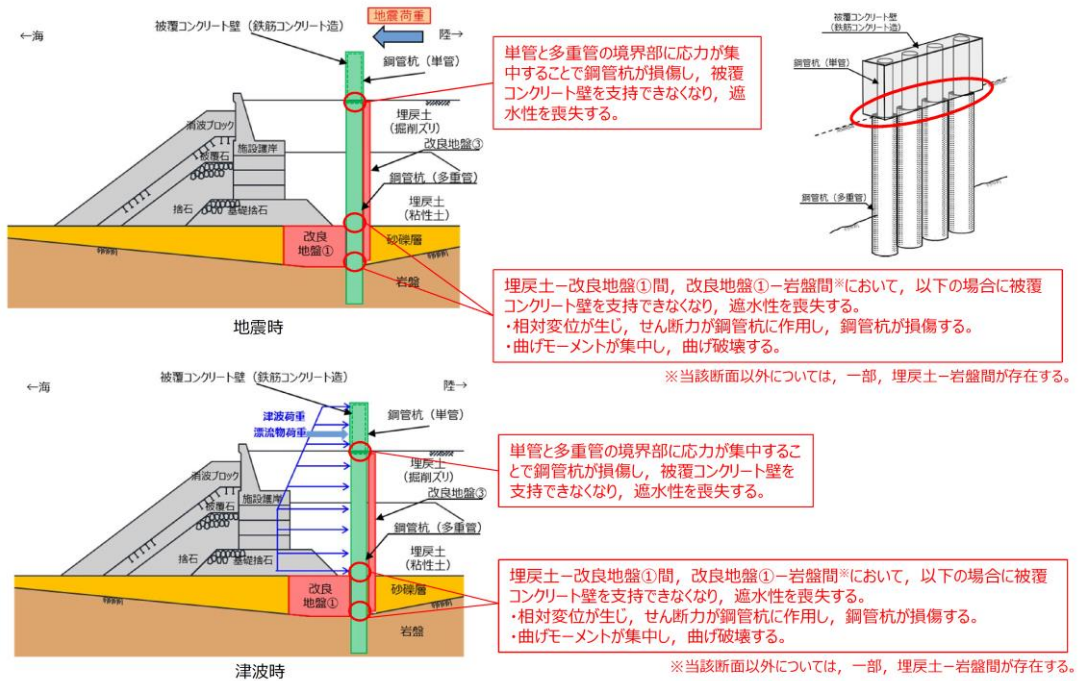 被覆コンクリート壁（鉄筋コンクリート造）
地震荷重
←海
陸→
鋼管杭（単管）
消波ブロック
施設護岸
被覆石
捨石
基礎捨石
埋戻土
（掘削ズリ）
改良地盤③
鋼管杭（多重管）
埋戻土
（粘性土）
改良
地盤①
砂礫層
岩盤
地震時
単管と多重管の境界部に応力が集
中することで鋼管杭が損傷し，被覆
コンクリート壁を支持できなくなり，遮
水性を喪失する。
被覆コンクリート壁
（鉄筋コンクリート造）
鋼管杭（単管）
鋼管杭（多重管）
埋戻土－改良地盤①間，改良地盤①－岩盤間※において，以下の場合に被覆
コンクリート壁を支持できなくなり，遮水性を喪失する。
・相対変位が生じ，せん断力が鋼管杭に作用し，鋼管杭が損傷する。
・曲げモーメントが集中し，曲げ破壊する。
※当該断面以外については，一部，埋戻土－岩盤間が存在する。
被覆コンクリート壁（鉄筋コンクリート造）
←海
陸→
津波荷重
漂流物荷重
鋼管杭（単管）
消波ブロック
施設護岸
被覆石
捨石
基礎捨石
埋戻土
（掘削ズリ）
改良地盤③
鋼管杭（多重管）
埋戻土
（粘性土）
改良
地盤①
砂礫層
岩盤
津波時
単管と多重管の境界部に応力が集中するこ
とで鋼管杭が損傷し，被覆コンクリート壁を
支持できなくなり，遮水性を喪失する。
埋戻土－改良地盤①間，改良地盤①－岩盤間※において，以下の場合に被覆
コンクリート壁を支持できなくなり，遮水性を喪失する。
・相対変位が生じ，せん断力が鋼管杭に作用し，鋼管杭が損傷する。
・曲げモーメントが集中し，曲げ破壊する。
※当該断面以外については，一部，埋戻土－岩盤間が存在する。